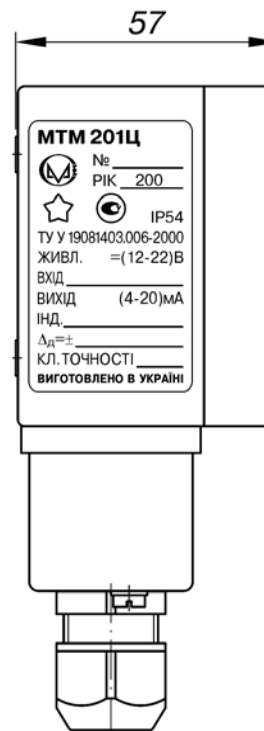 57
МТМ 201Ц
№
РІК 200
IP54
ТУ У 19081403.006-2000
ЖИВЛ. =(12-22)В
ВХІД
ВИХІД (4-20)мА
ІНД.
Δд=±
КЛ. ТОЧНОСТІ
ВИГОТОВЛЕНО В УКРАЇНІ